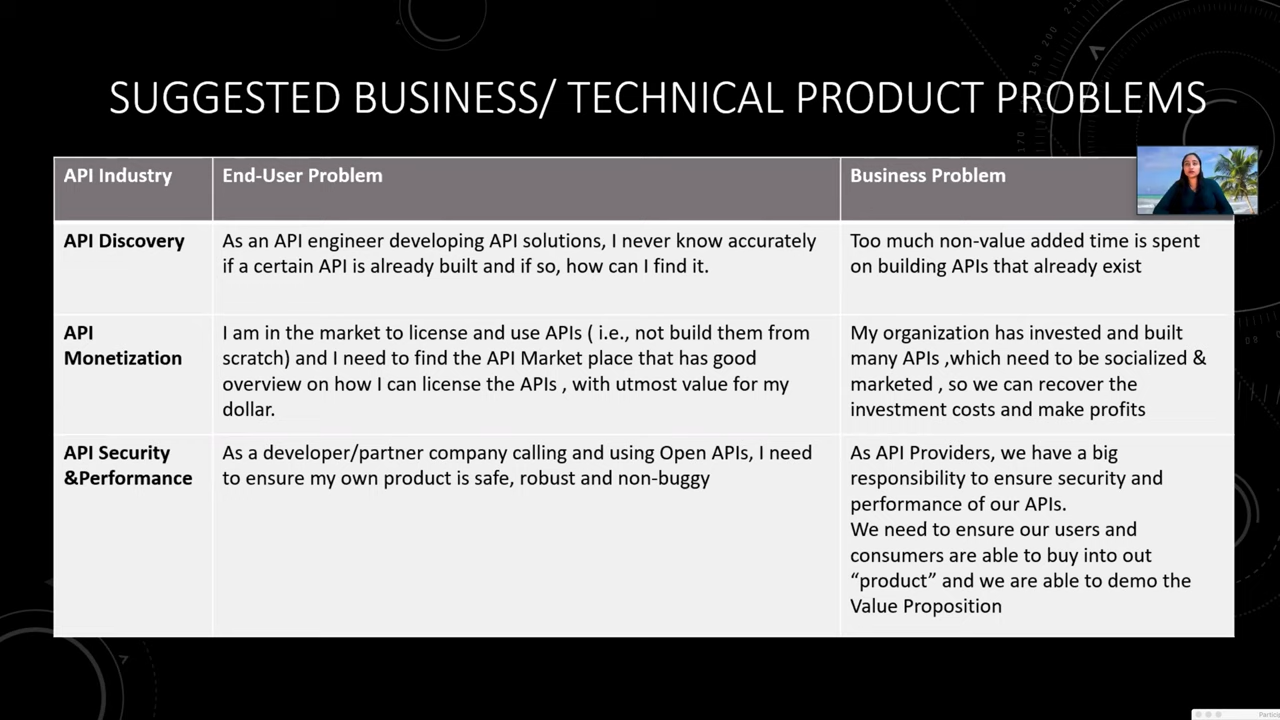 SUGGESTED BUSINESS/ TECHNICAL PRODUCT PROBLEMS
API Industry
End-User Problem
Business Problem
API Discovery
As an API engineer developing API solutions, I never know accurately
if a certain API is already built and if so, how can I find it.
Too much non-value added time is spent
on building APIs that already exist
API
Monetization
I am in the market to license and use APIs ( i.e., not build them from
scratch) and I need to find the API Market place that has good
overview on how I can license the APIs , with utmost value for my
dollar.
My organization has invested and built
many APIs ,which need to be socialized &
marketed , so we can recover the
investment costs and make profits
API Security
&Performance
As a developer/partner company calling and using Open APIs, I need
to ensure my own product is safe, robust and non-buggy
As API Providers, we have a big
responsibility to ensure security and
performance of our APIs.
We need to ensure our users and
consumers are able to buy into out
“product” and we are able to demo the
Value Proposition
200
190
170
80